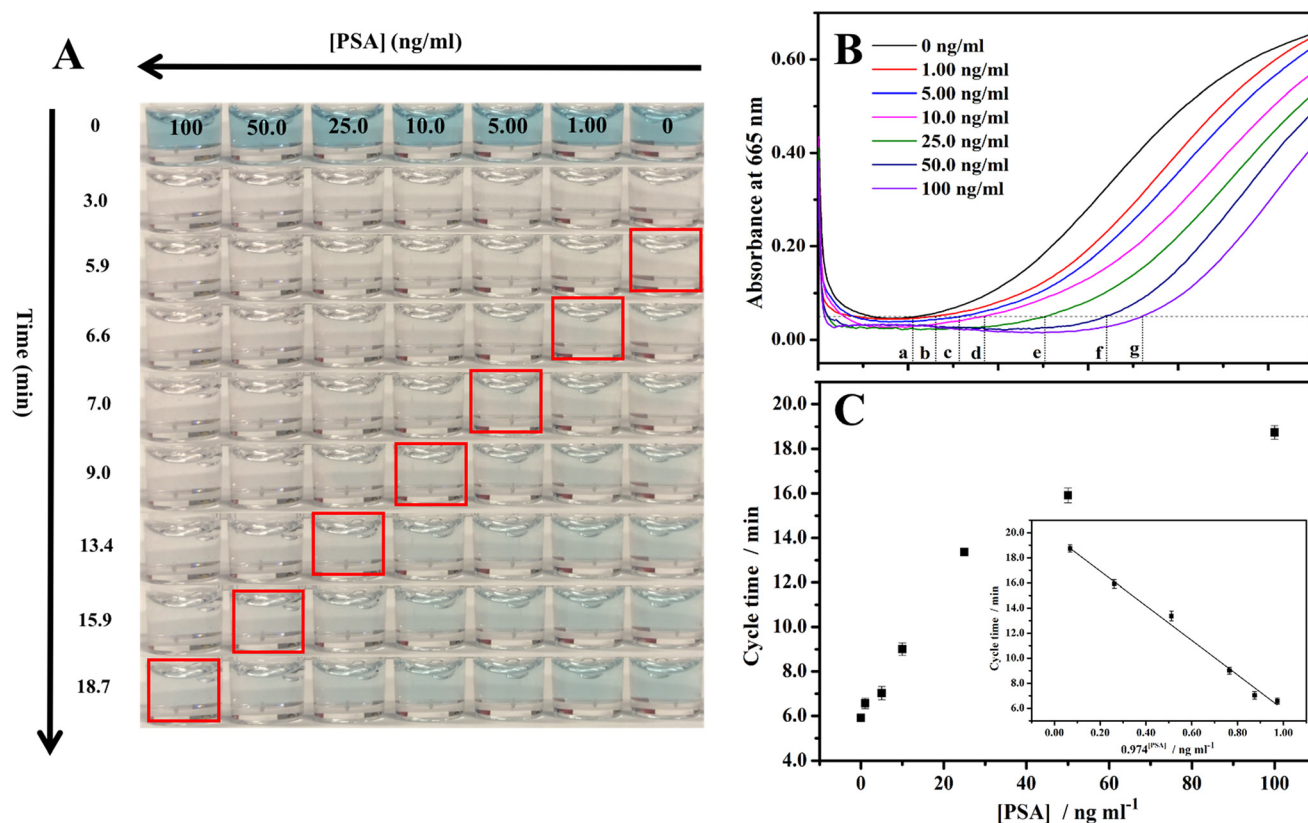 A
[PSA] (ng/ml)
Time (min)
0
100 50.0 25.0 10.0 5.00 1.00 0
3.0
5.9
6.6
7.0
9.0
13.4
15.9
18.7
B
Absorbance at 665 nm
0.60
0.40
0.20
0.00
0 ng/ml
1.00 ng/ml
5.00 ng/ml
10.0 ng/ml
25.0 ng/ml
50.0 ng/ml
100 ng/ml
a b c d e f g
C
Cycle time / min
20.0
18.0
16.0
14.0
12.0
10.0
8.0
6.0
4.0
0 20 40 60 80 100
[PSA] / ng ml⁻¹
Cycle time / min
18.0
16.0
13.0
11.0
8.0
6.0
0.00 0.20 0.40 0.60 0.80 1.00
0.974^[PSA] / ng ml⁻¹